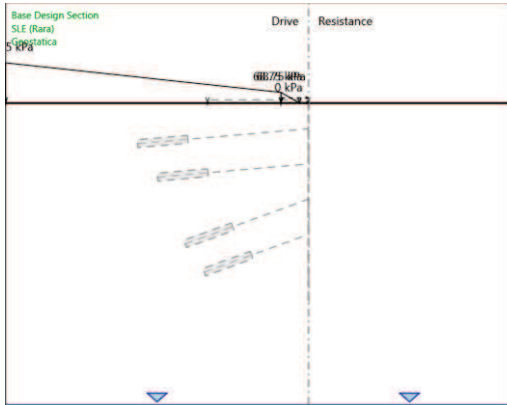 Base Design Section
Drive
Resistance
SLE (Rara)
Geostatica
5 kPa
0 kPa